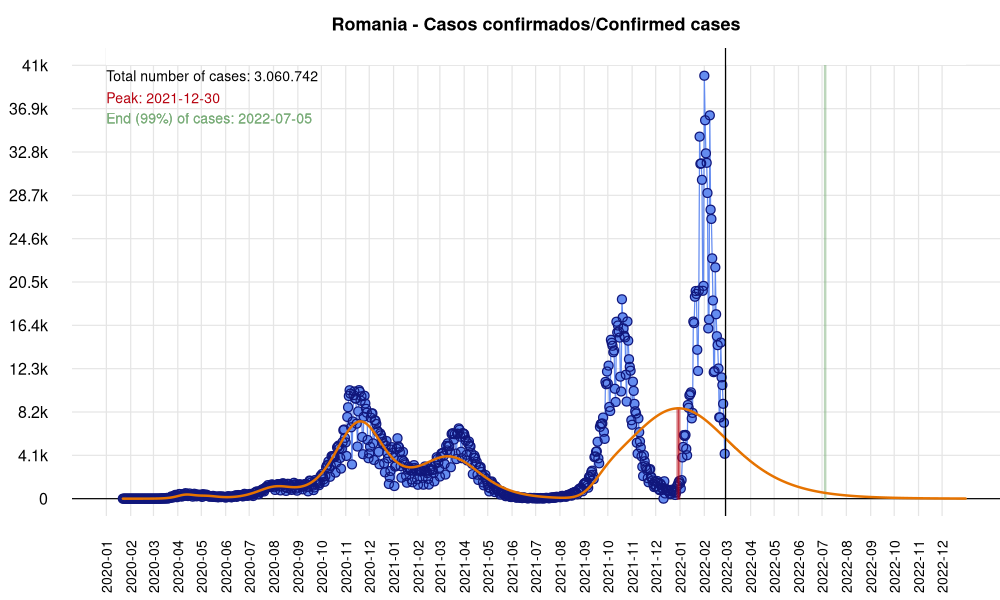 Romania - Casos confirmados/Confirmed cases
Total number of cases: 3.060.742
Peak: 2021-12-30
End (99%) of cases: 2022-07-05
41k
36.9k
32.8k
28.7k
24.6k
20.5k
16.4k
12.3k
8.2k
4.1k
0
2020-01
2020-02
2020-03
2020-04
2020-05
2020-06
2020-07
2020-08
2020-09
2020-10
2020-11
2020-12
2021-01
2021-02
2021-03
2021-04
2021-05
2021-06
2021-07
2021-08
2021-09
2021-10
2021-11
2021-12
2022-01
2022-02
2022-03
2022-04
2022-05
2022-06
2022-07
2022-08
2022-09
2022-10
2022-11
2022-12